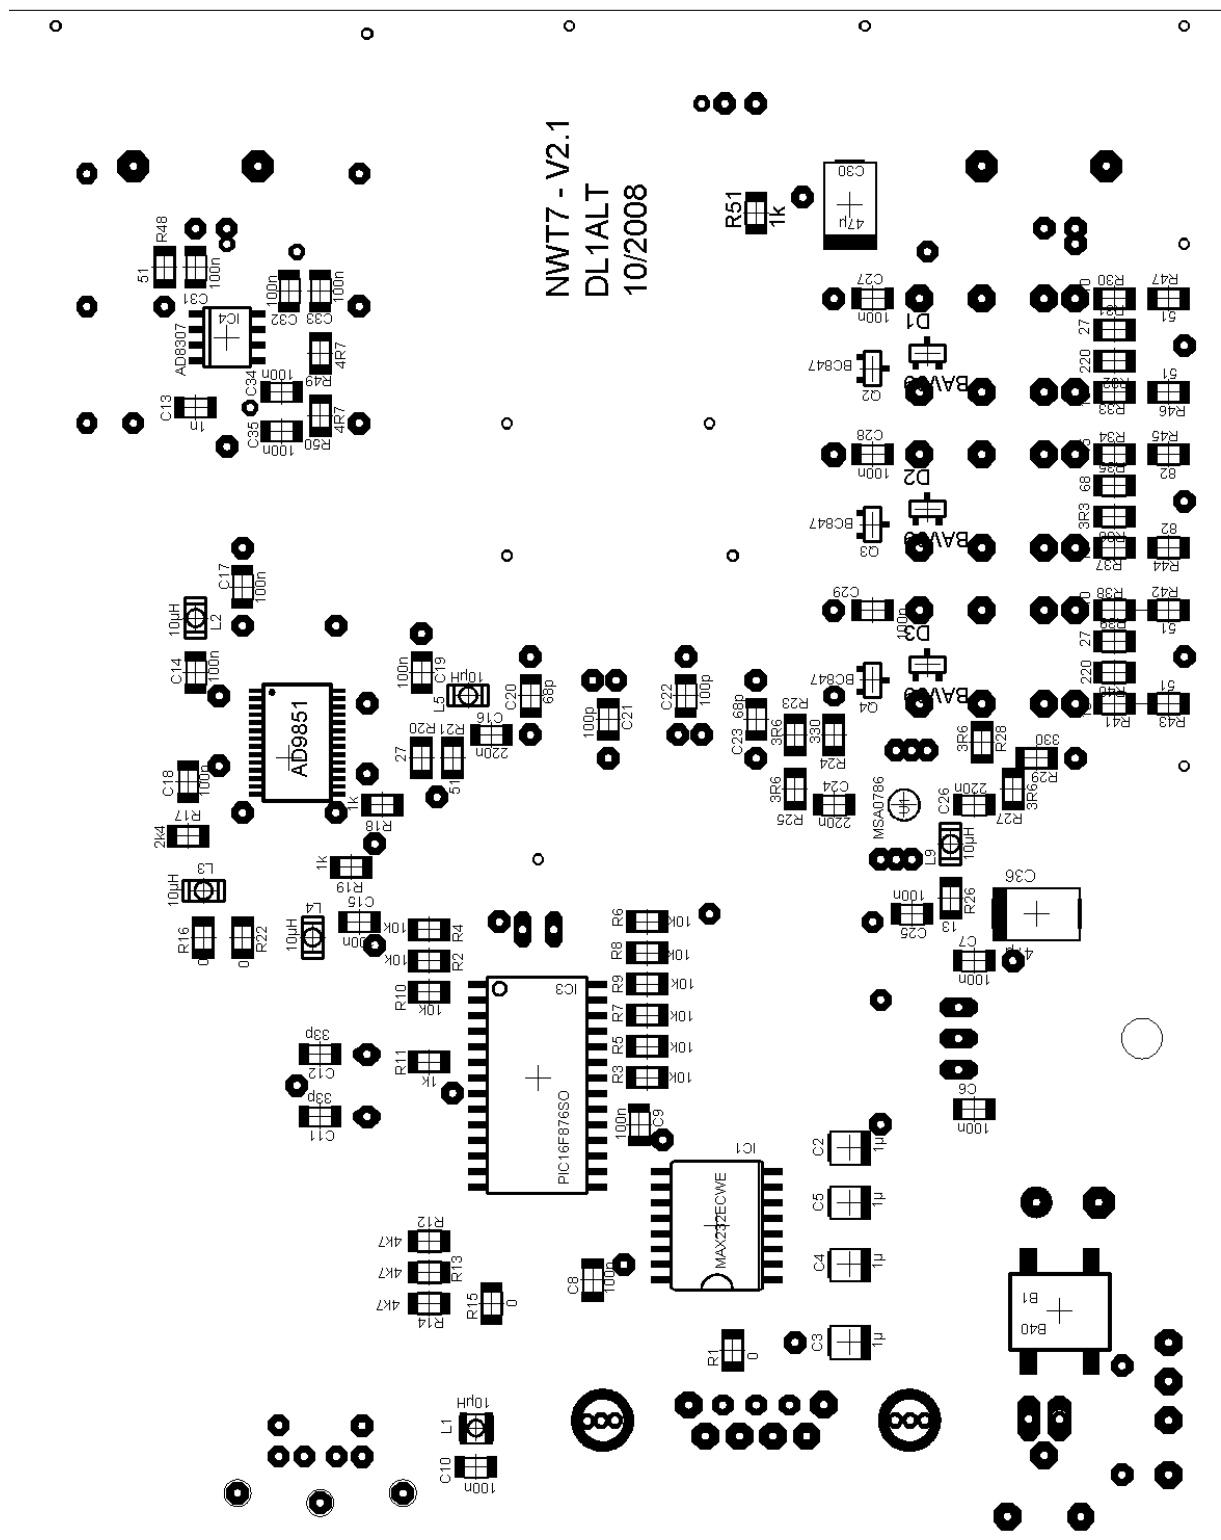 NWT7 - V2.1
DL1ALT
10/2008
R51
1k
C30
47µ
R48
51
C31
100n
AD8307
IC4
C32
100n
C33
100n
4R7
R49
C34
100n
C13
1n
C35
100n
4R7
R50
C27
100n
D1
BC847
Q2
R30
R47
51
27
220
51
R33
R46
C28
100n
D2
BC847
Q3
R34
R45
R35
82
68
3R3
82
R37
R44
C29
100n
D3
BC847
Q4
R38
R42
51
27
220
51
R41
R43
C17
100n
10µH
L2
C14
100n
AD9851
C18
100n
R17
2k4
L3
10µH
R16
0
R22
0
L4
10µH
C15
1k
R19
1k
R18
100n
C19
L5
10µH
R20
27
R21
51
C16
220n
C20
68p
100p
C21
C22
100p
C23
68p
R23
3R6
330
R24
3R6
R25
C24
220n
MSA0786
U1
C26
220n
3R6
R28
330
R29
R27
3R6
L9
10µH
R26
13
C25
100n
C36
C7
100n
C6
100n
10k
R4
10k
R2
R10
10k
R11
1k
33p
C12
33p
C11
IC3
PIC16F876SO
R6
10k
R8
10k
R9
10k
R7
10k
R5
10k
R3
10k
100n
C9
IC1
MAX232ECWE
C2
1µ
C5
1µ
C4
1µ
C3
1µ
R12
4k7
4k7
R13
4k7
R14
R15
0
C8
100n
R1
0
B1
B40
L1
10µH
C10
100n